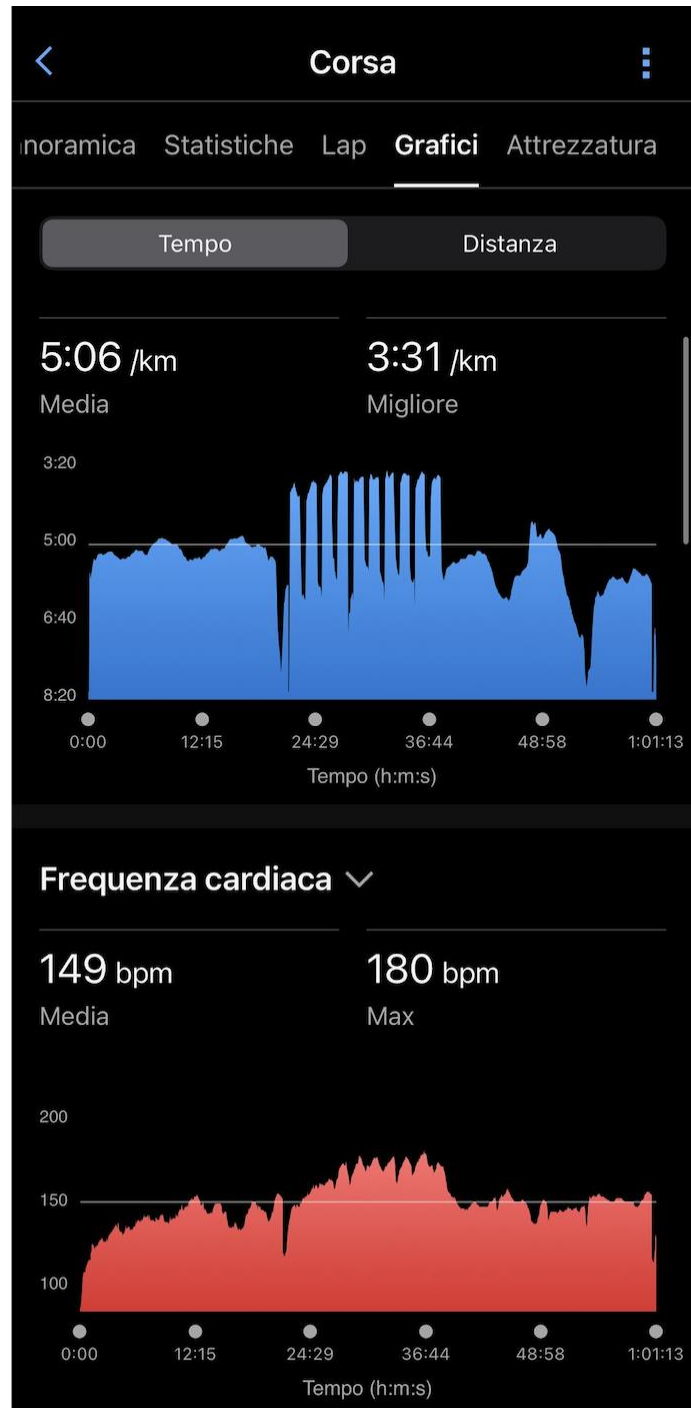 Corsa
noramica Statistiche Lap Grafici Attrezzatura
Tempo Distanza
5:06 /km 3:31 /km
Media Migliore
3:20
5:00
6:40
8:20
0:00 12:15 24:29 36:44 48:58 1:01:13
Tempo (h:m:s)
Frequenza cardiaca
149 bpm 180 bpm
Media Max
200
150
100
0:00 12:15 24:29 36:44 48:58 1:01:13
Tempo (h:m:s)